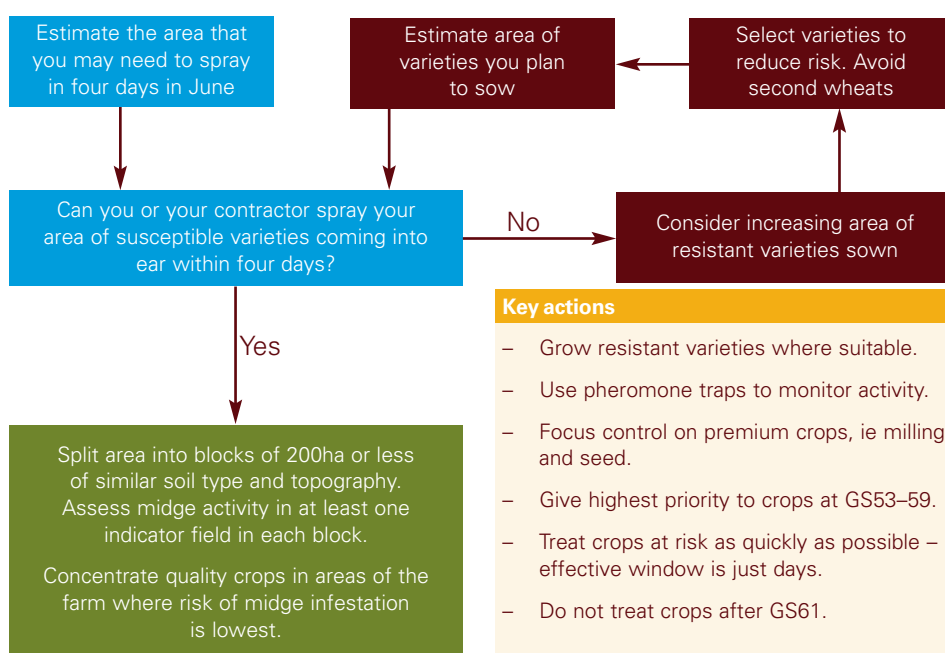 Estimate the area that
you may need to spray
in four days in June
Estimate area of
varieties you plan
to sow
Select varieties to
reduce risk. Avoid
second wheats
Can you or your contractor spray your
area of susceptible varieties coming into
ear within four days?
No
Consider increasing area of
resistant varieties sown
Yes
Split area into blocks of 200ha or less
of similar soil type and topography.
Assess midge activity in at least one
indicator field in each block.
Concentrate quality crops in areas of the
farm where risk of midge infestation
is lowest.
Key actions
– Grow resistant varieties where suitable.
– Use pheromone traps to monitor activity.
– Focus control on premium crops, ie milling
and seed.
– Give highest priority to crops at GS53–59.
– Treat crops at risk as quickly as possible –
effective window is just days.
– Do not treat crops after GS61.